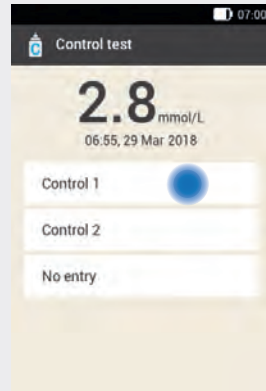 07:00
C Control test
2.8 mmol/L
06:55, 29 Mar 2018
Control 1
Control 2
No entry